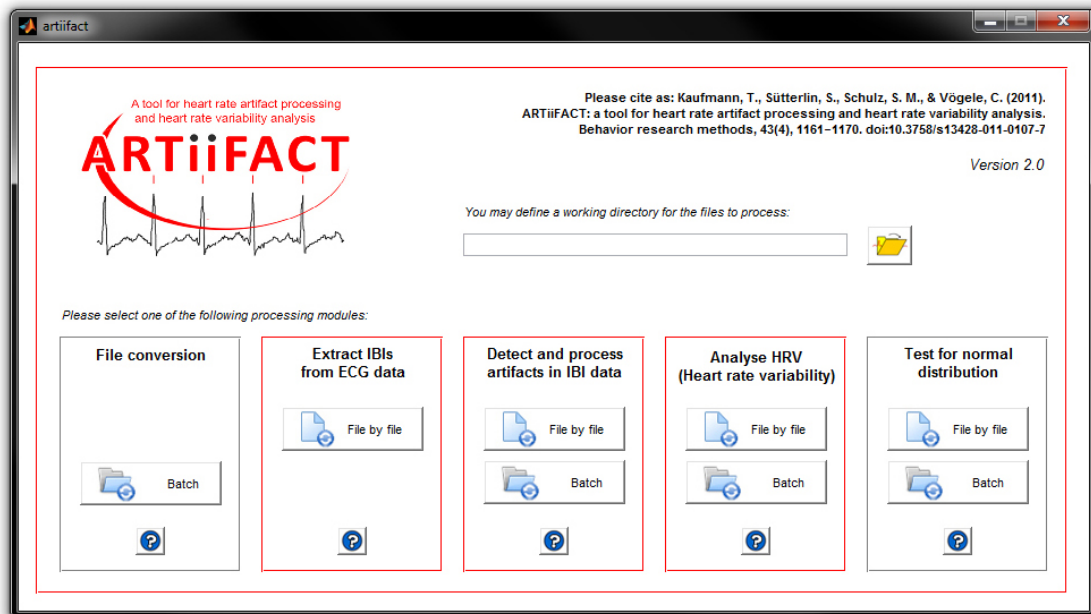 artiifact
A tool for heart rate artifact processing
and heart rate variability analysis
ARTiiFACT
Please cite as: Kaufmann, T., Sütterlin, S., Schulz, S. M., & Vögele, C. (2011).
ARTiiFACT: a tool for heart rate artifact processing and heart rate variability analysis.
Behavior research methods, 43(4), 1161−1170. doi:10.3758/s13428-011-0107-7
Version 2.0
You may define a working directory for the files to process:
Please select one of the following processing modules:
File conversion
Batch
?
Extract IBIs
from ECG data
File by file
?
Detect and process
artifacts in IBI data
File by file
Batch
?
Analyse HRV
(Heart rate variability)
File by file
Batch
?
Test for normal
distribution
File by file
Batch
?